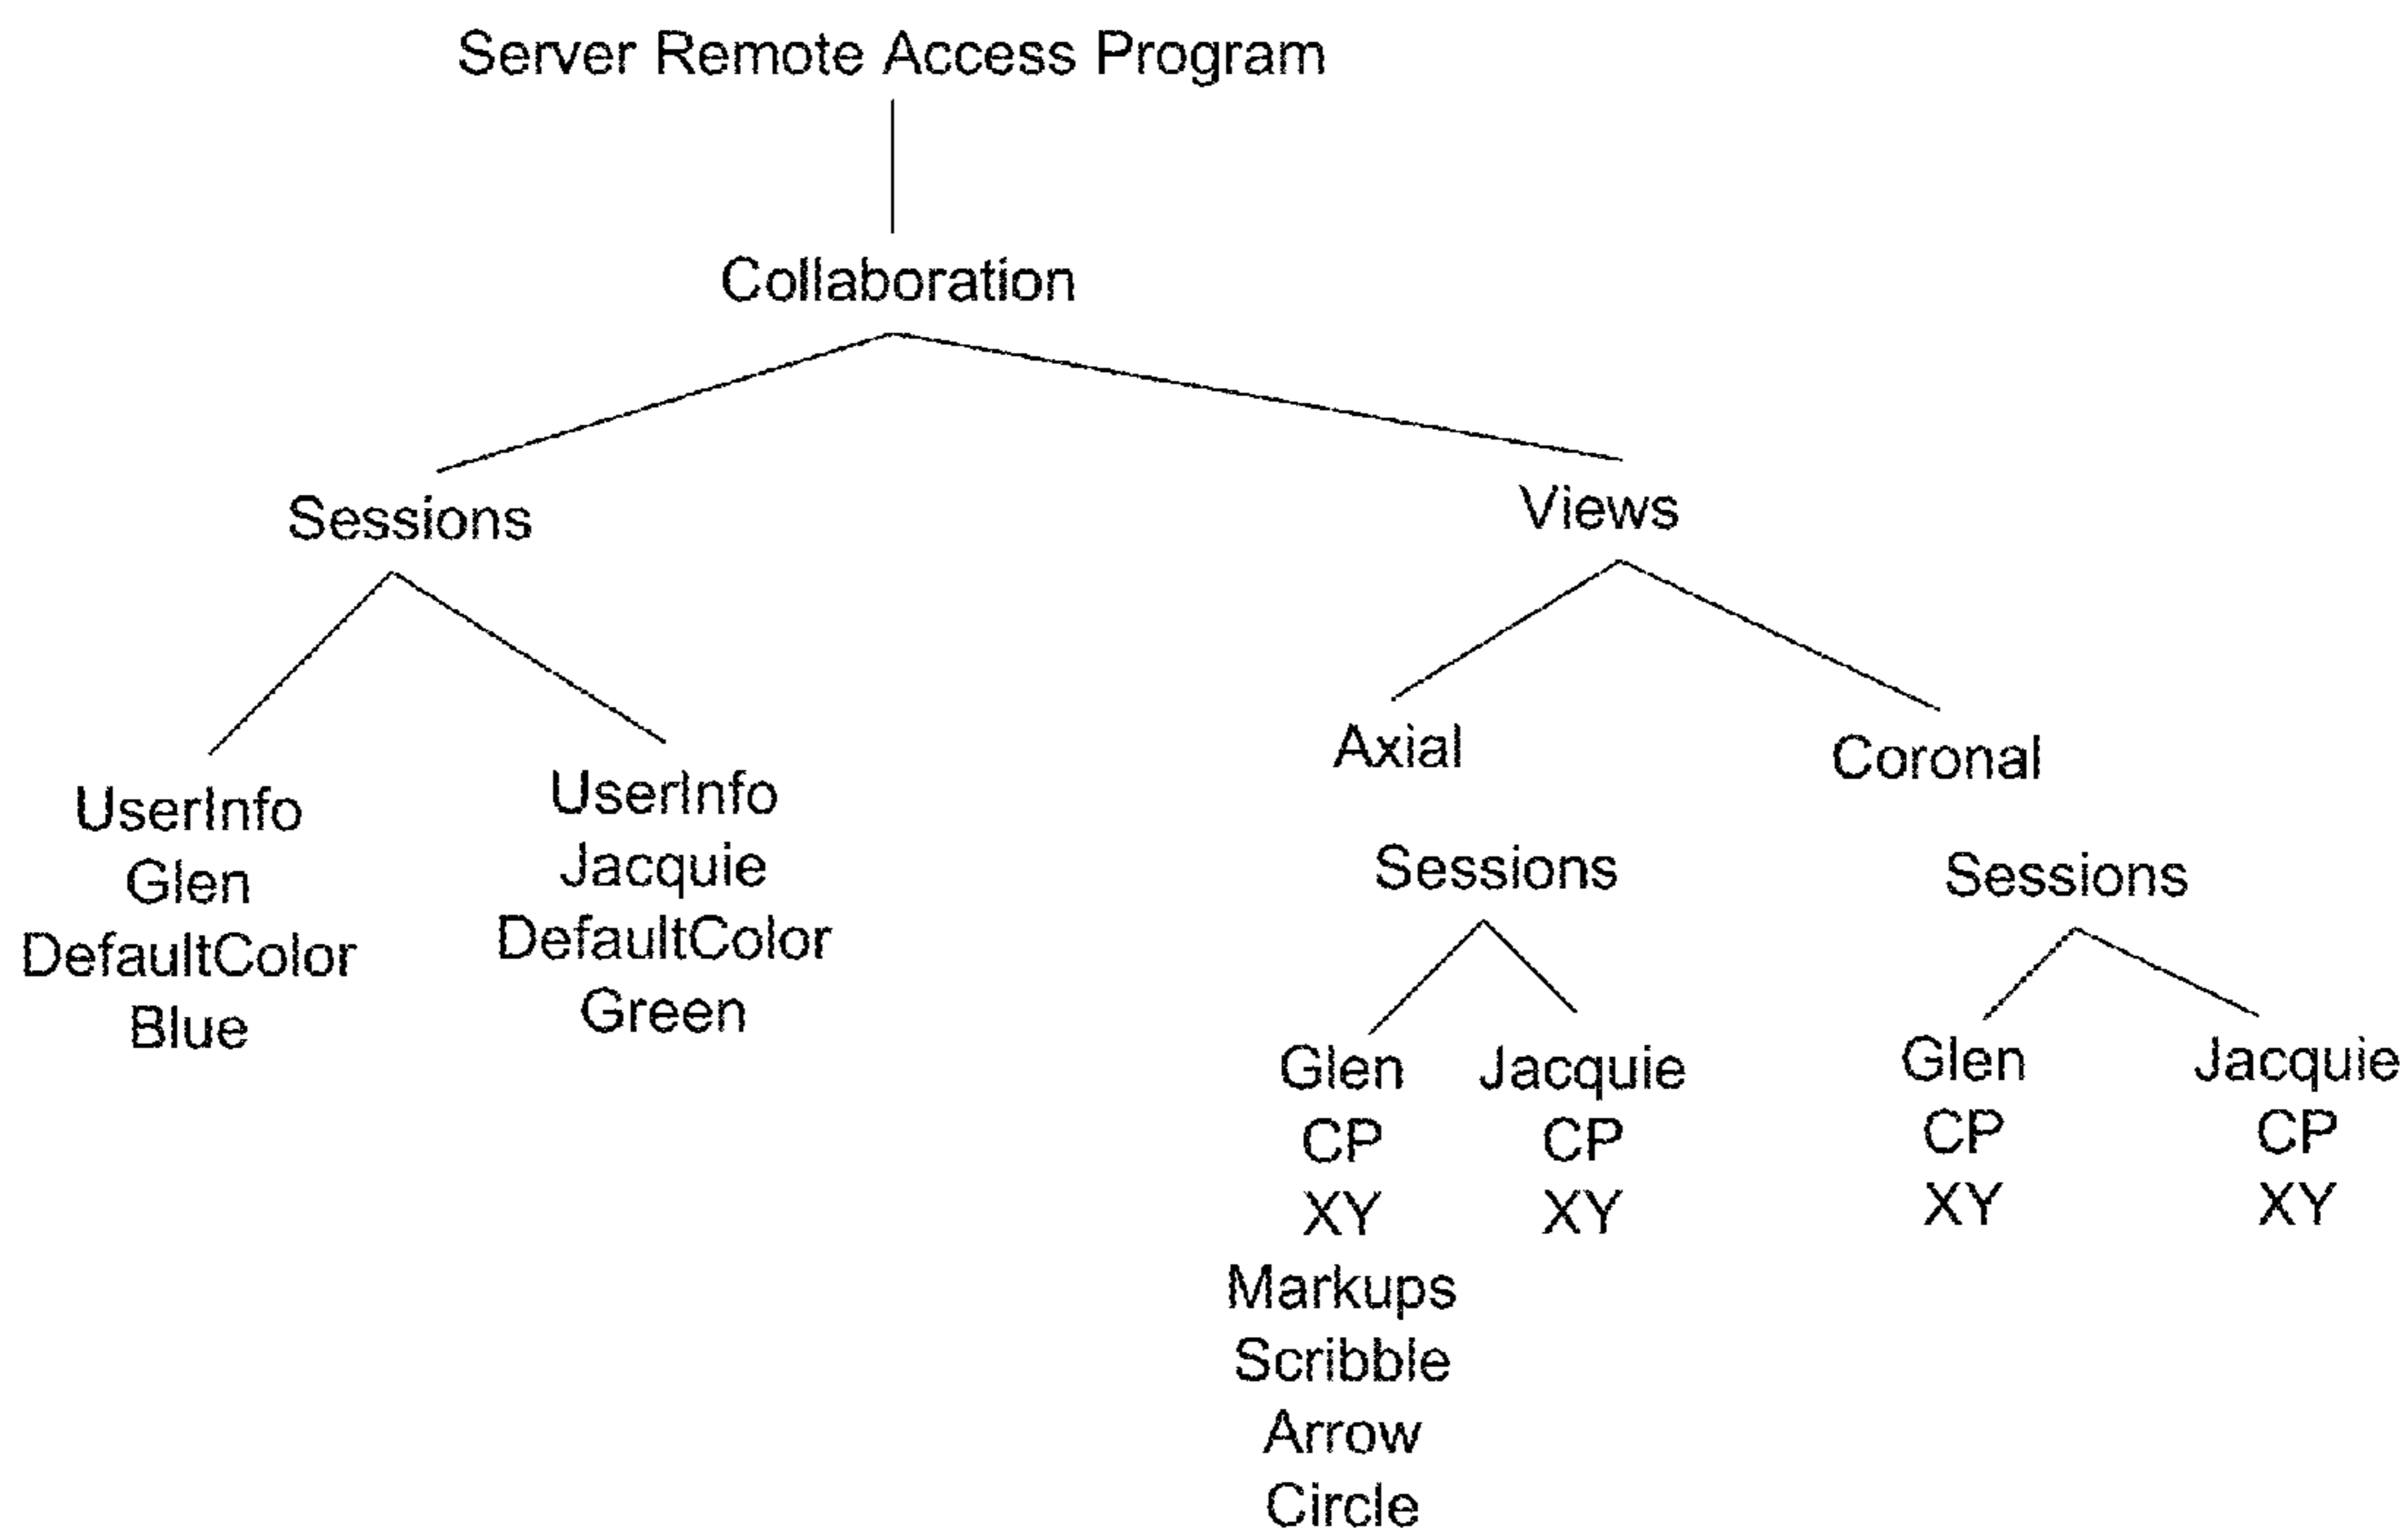 Server Remote Access Program
Collaboration
Sessions
Views
UserInfo
Glen
DefaultColor
Blue
UserInfo
Jacquie
DefaultColor
Green
Axial
Sessions
Glen
CP
XY
Markups
Scribble
Arrow
Circle
Jacquie
CP
XY
Coronal
Sessions
Glen
CP
XY
Jacquie
CP
XY